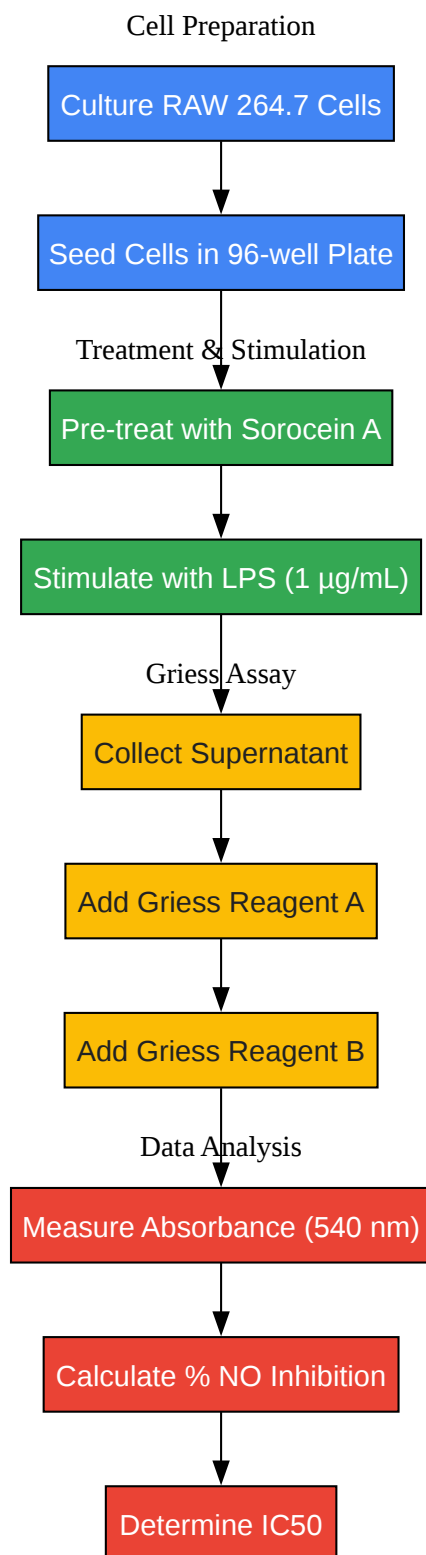 Cell Preparation
Culture RAW 264.7 Cells
Seed Cells in 96-well Plate
Treatment & Stimulation
Pre-treat with Sorocein A
Stimulate with LPS (1 µg/mL)
Griess Assay
Collect Supernatant
Add Griess Reagent A
Add Griess Reagent B
Data Analysis
Measure Absorbance (540 nm)
Calculate % NO Inhibition
Determine IC50